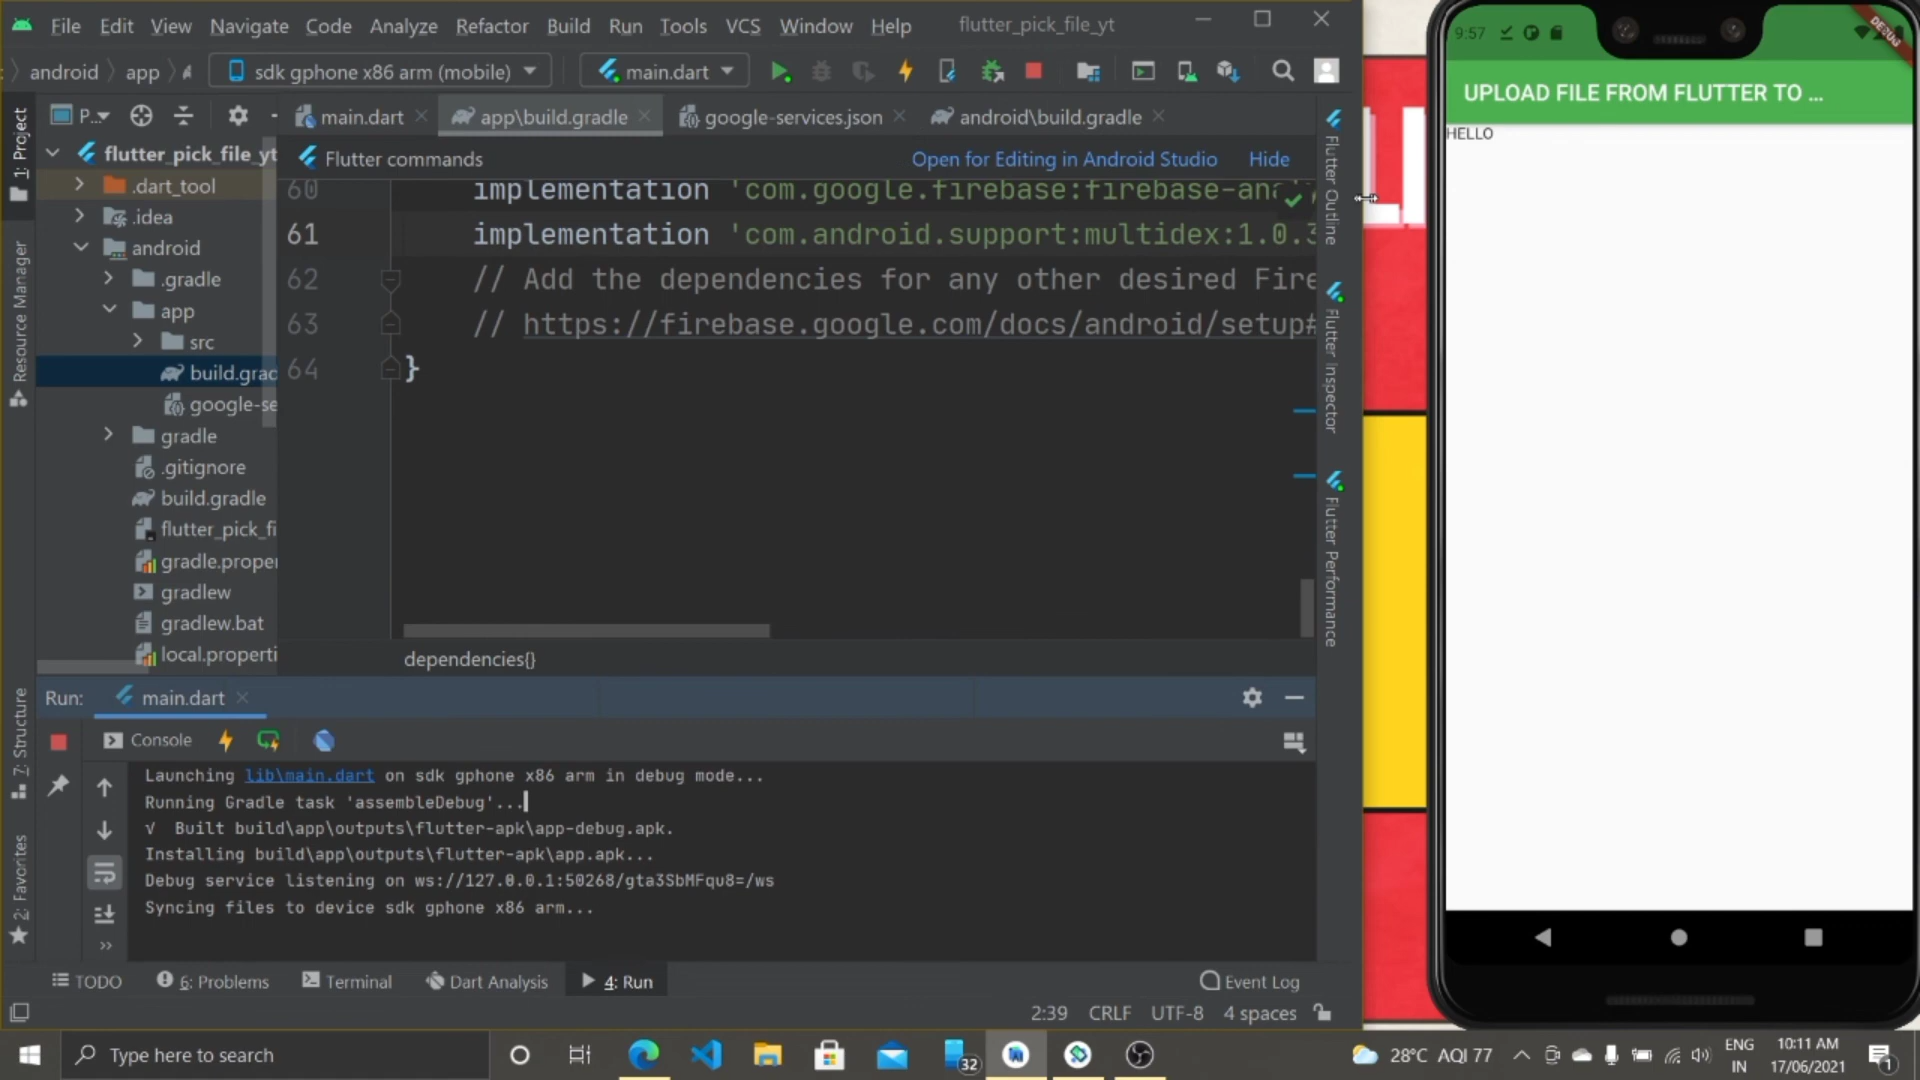 File Edit View Navigate Code Analyze Refactor Build Run Tools VCS Window Help flutter_pick_file_yt
android app sdk gphone x86 arm (mobile) main.dart
1: Project
P...
main.dart app\build.gradle google-services.json android\build.gradle
Flutter commands Open for Editing in Android Studio Hide
flutter_pick_file_yt
.dart_tool
.idea
android
.gradle
app
src
build.grad
google-se
gradle
.gitignore
build.gradle
flutter_pick_fi
gradle.proper
gradlew
gradlew.bat
local.properti
Resource Manager
7: Structure
2: Favorites
60 implementation 'com.google.firebase:firebase-ana
61 implementation 'com.android.support:multidex:1.0.3
62 // Add the dependencies for any other desired Fire
63 // https://firebase.google.com/docs/android/setup#
64 }
dependencies{}
Flutter Outline
Flutter Inspector
Flutter Performance
Run: main.dart
Console
Launching lib\main.dart on sdk gphone x86 arm in debug mode...
Running Gradle task 'assembleDebug'...
√ Built build\app\outputs\flutter-apk\app-debug.apk.
Installing build\app\outputs\flutter-apk\app.apk...
Debug service listening on ws://127.0.0.1:50268/gta3SbMFqu8=/ws
Syncing files to device sdk gphone x86 arm...
TODO 6: Problems Terminal Dart Analysis 4: Run Event Log
2:39 CRLF UTF-8 4 spaces
9:57
DEBUG
UPLOAD FILE FROM FLUTTER TO ...
HELLO
Type here to search
32
28°C AQI 77
ENG
IN
10:11 AM
17/06/2021
1